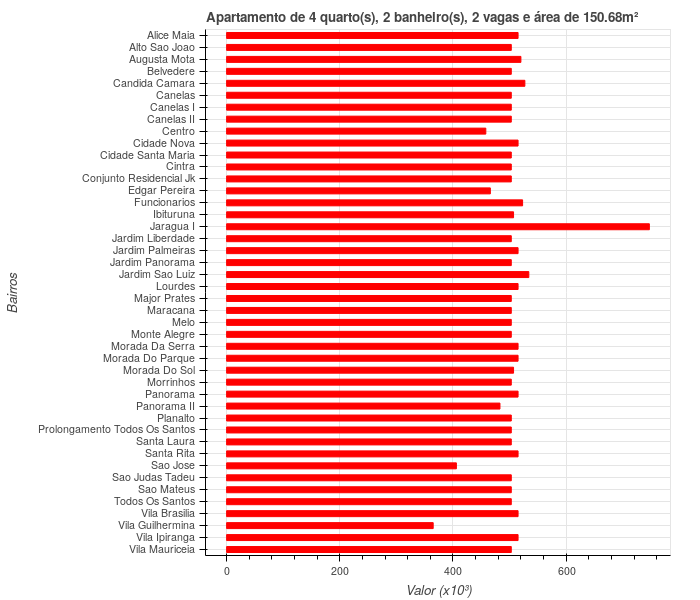 Apartamento de 4 quarto(s), 2 banheiro(s), 2 vagas e área de 150.68m²
Alice Maia
Alto Sao Joao
Augusta Mota
Belvedere
Candida Camara
Canelas
Canelas I
Canelas II
Centro
Cidade Nova
Cidade Santa Maria
Cintra
Conjunto Residencial Jk
Edgar Pereira
Funcionarios
Ibituruna
Jaragua I
Jardim Liberdade
Jardim Palmeiras
Jardim Panorama
Jardim Sao Luiz
Lourdes
Major Prates
Maracana
Melo
Monte Alegre
Morada Da Serra
Morada Do Parque
Morada Do Sol
Morrinhos
Panorama
Panorama II
Planalto
Prolongamento Todos Os Santos
Santa Laura
Santa Rita
Sao Jose
Sao Judas Tadeu
Sao Mateus
Todos Os Santos
Vila Brasilia
Vila Guilhermina
Vila Ipiranga
Vila Mauriceia
Bairros
0 200 400 600
Valor (x10³)